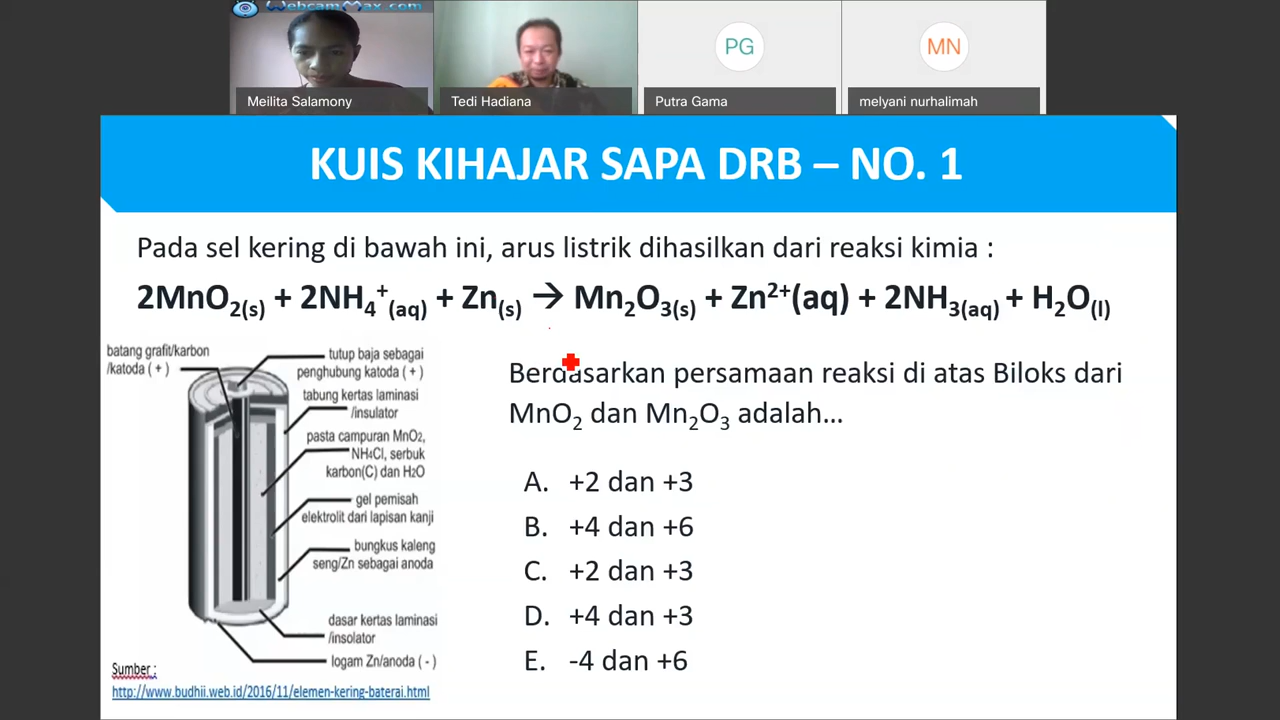 WebcamMax.com
PG
MN
Meilita Salamony
Tedi Hadiana
Putra Gama
melyani nurhalimah
KUIS KIHAJAR SAPA DRB – NO. 1
Pada sel kering di bawah ini, arus listrik dihasilkan dari reaksi kimia :
2MnO₂(s) + 2NH₄⁺(aq) + Zn(s) → Mn₂O₃(s) + Zn²⁺(aq) + 2NH₃(aq) + H₂O(l)
batang grafit/karbon
/katoda ( + )
tutup baja sebagai
penghubung katoda ( + )
tabung kertas laminasi
/insulator
pasta campuran MnO₂,
NH₄Cl, serbuk
karbon(C) dan H₂O
gel pemisah
elektrolit dari lapisan kanji
bungkus kaleng
seng/Zn sebagai anoda
dasar kertas laminasi
/insolator
logam Zn/anoda ( - )
Sumber :
http://www.budhii.web.id/2016/11/elemen-kering-baterai.html
Berdasarkan persamaan reaksi di atas Biloks dari
MnO₂ dan Mn₂O₃ adalah...
A. +2 dan +3
B. +4 dan +6
C. +2 dan +3
D. +4 dan +3
E. -4 dan +6